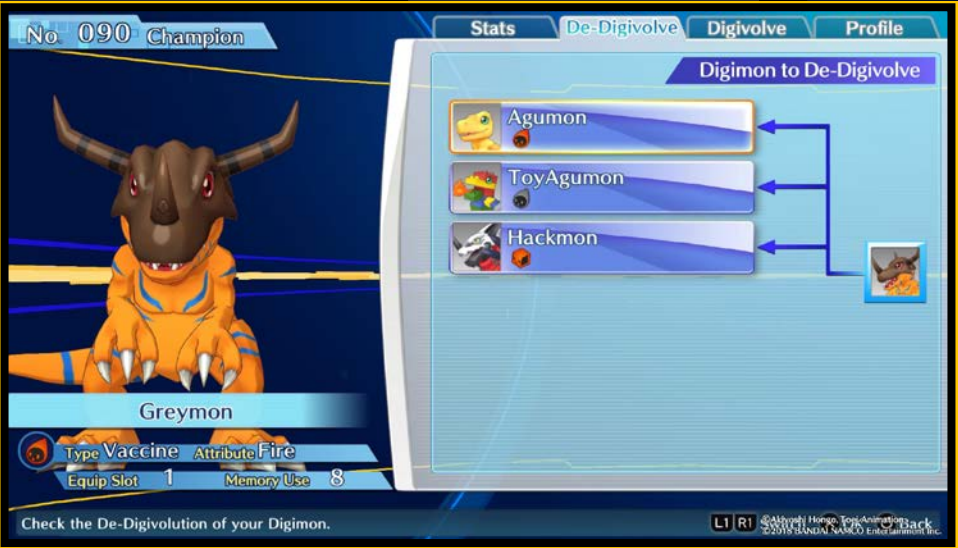 No. 090 Champion
Stats
De-Digivolve
Digivolve
Profile
Digimon to De-Digivolve
Agumon
ToyAgumon
Hackmon
Greymon
Type Vaccine Attribute Fire
Equip Slot 1 Memory Use 8
Check the De-Digivolution of your Digimon.
L1 R1 Back
©Akiyoshi Hongo, Toei Animation
©2018 BANDAI NAMCO Entertainment Inc.